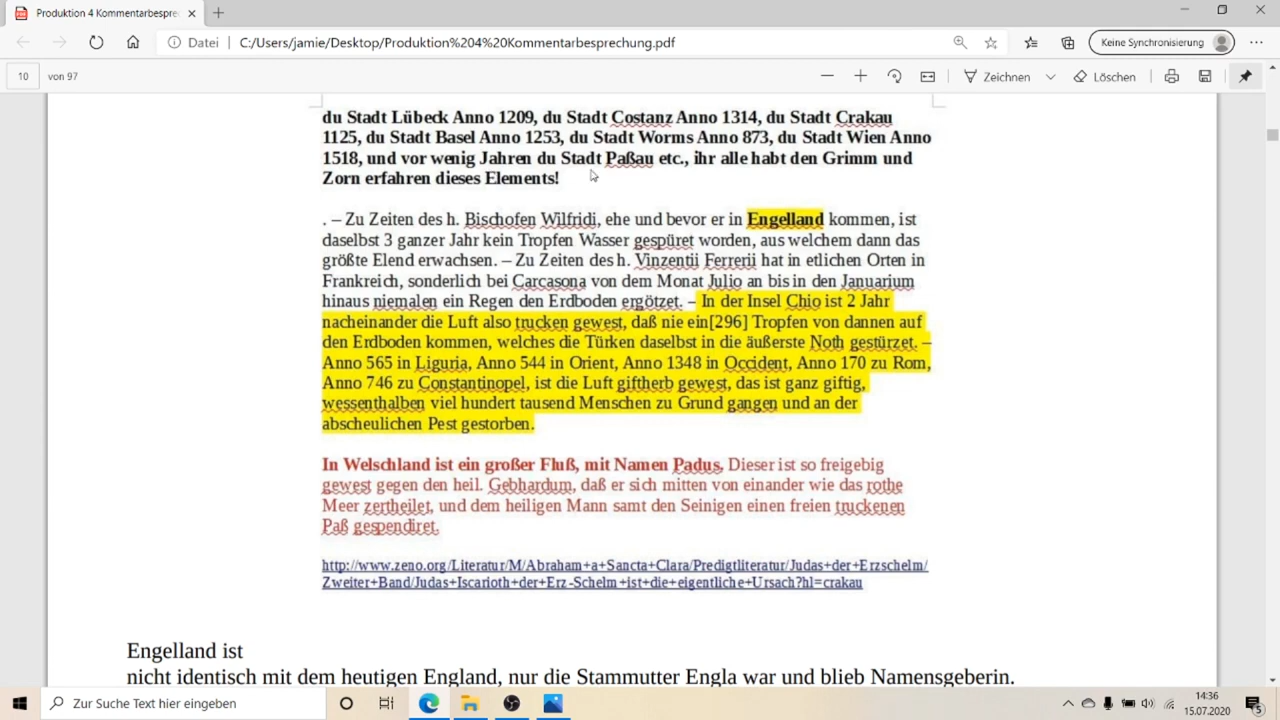 Produktion 4 Kommentarbespre
Datei C:/Users/jamie/Desktop/Produktion%204%20Kommentarbesprechung.pdf
Keine Synchronisierung
10 von 97
Zeichnen
Löschen
du Stadt Lübeck Anno 1209, du Stadt Costanz Anno 1314, du Stadt Crakau
1125, du Stadt Basel Anno 1253, du Stadt Worms Anno 873, du Stadt Wien Anno
1518, und vor wenig Jahren du Stadt Paßau etc., ihr alle habt den Grimm und
Zorn erfahren dieses Elements!
. – Zu Zeiten des h. Bischofen Wilfridi, ehe und bevor er in Engelland kommen, ist
daselbst 3 ganzer Jahr kein Tropfen Wasser gespüret worden, aus welchem dann das
größte Elend erwachsen. – Zu Zeiten des h. Vinzentii Ferrerii hat in etlichen Orten in
Frankreich, sonderlich bei Carcasona von dem Monat Julio an bis in den Januarium
hinaus niemalen ein Regen den Erdboden ergötzet. – In der Insel Chio ist 2 Jahr
nacheinander die Luft also trucken gewest, daß nie ein[296] Tropfen von dannen auf
den Erdboden kommen, welches die Türken daselbst in die äußerste Noth gestürzet. –
Anno 565 in Liguria, Anno 544 in Orient, Anno 1348 in Occident, Anno 170 zu Rom,
Anno 746 zu Constantinopel, ist die Luft giftherb gewest, das ist ganz giftig,
wessenthalben viel hundert tausend Menschen zu Grund gangen und an der
abscheulichen Pest gestorben.
In Welschland ist ein großer Fluß, mit Namen Padus. Dieser ist so freigebig
gewest gegen den heil. Gebhardum, daß er sich mitten von einander wie das rothe
Meer zertheilet, und dem heiligen Mann samt den Seinigen einen freien truckenen
Paß gespendiret.
http://www.zeno.org/Literatur/M/Abraham+a+Sancta+Clara/Predigtliteratur/Judas+der+Erzschelm/
Zweiter+Band/Judas+Iscarioth+der+Erz-Schelm+ist+die+eigentliche+Ursach?hl=crakau
Engelland ist
nicht identisch mit dem heutigen England, nur die Stammutter Engla war und blieb Namensgeberin.
Zur Suche Text hier eingeben
14:36
15.07.2020
5